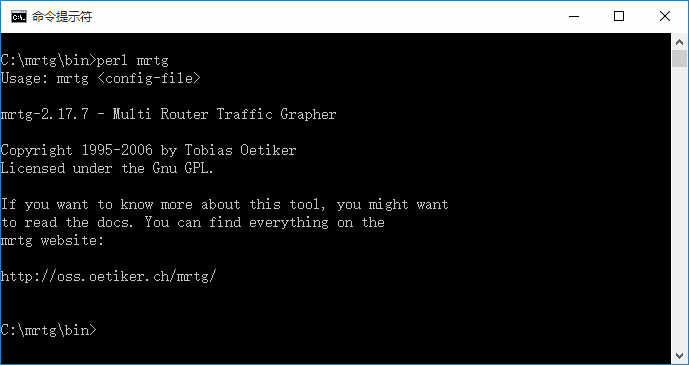 命令提示符
C:\mrtg\bin>perl mrtg
Usage: mrtg <config-file>
mrtg-2.17.7 - Multi Router Traffic Grapher
Copyright 1995-2006 by Tobias Oetiker
Licensed under the Gnu GPL.
If you want to know more about this tool, you might want
to read the docs. You can find everything on the
mrtg website:
http://oss.oetiker.ch/mrtg/
C:\mrtg\bin>